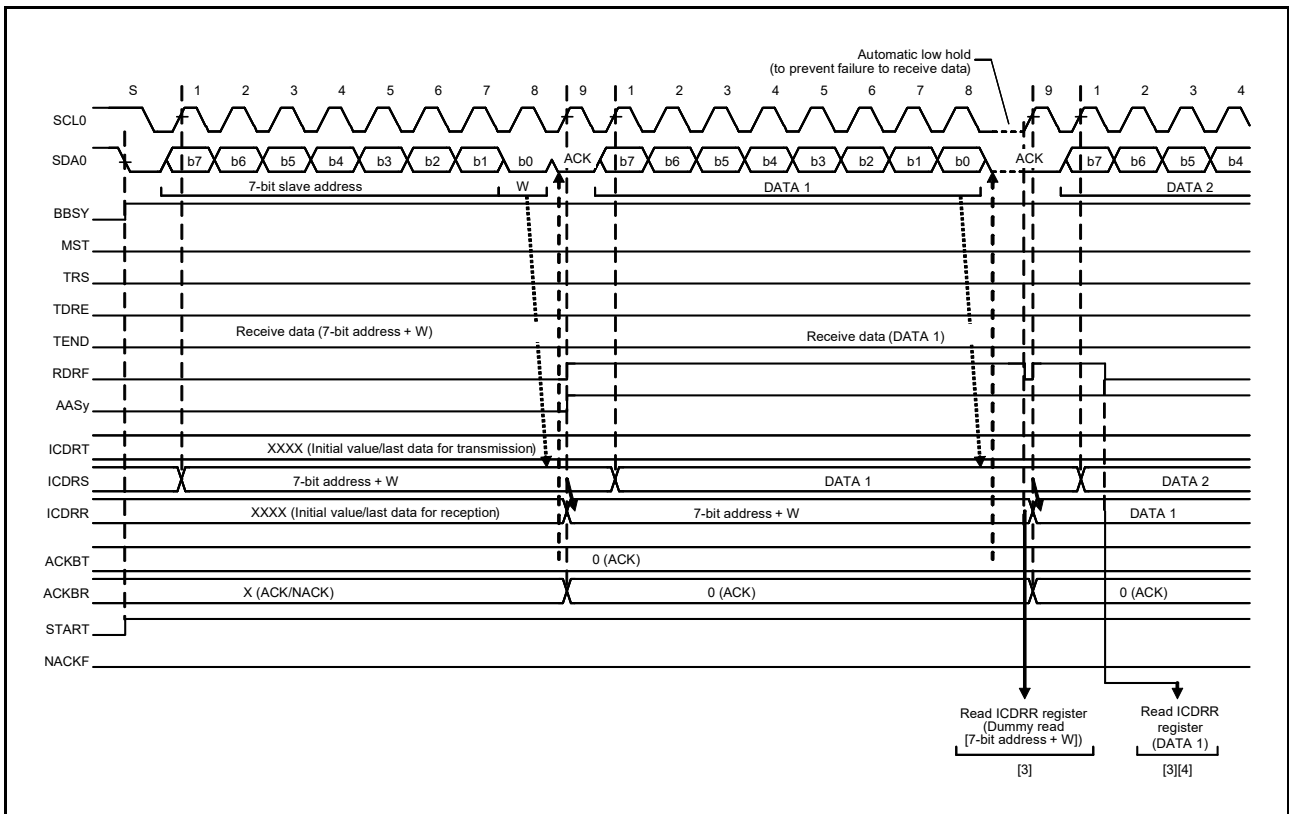 Automatic low hold
(to prevent failure to receive data)
S 1 2 3 4 5 6 7 8 9 1 2 3 4 5 6 7 8 9 1 2 3 4
SCL0
SDA0 b7 b6 b5 b4 b3 b2 b1 b0 ACK b7 b6 b5 b4 b3 b2 b1 b0 ACK b7 b6 b5 b4
7-bit slave address W DATA 1 DATA 2
BBSY
MST
TRS
TDRE
Receive data (7-bit address + W) Receive data (DATA 1)
TEND
RDRF
AASy
ICDRT XXXX (Initial value/last data for transmission)
ICDRS 7-bit address + W DATA 1 DATA 2
ICDRR XXXX (Initial value/last data for reception) 7-bit address + W DATA 1
ACKBT 0 (ACK)
ACKBR X (ACK/NACK) 0 (ACK) 0 (ACK)
START
NACKF
Read ICDRR register
(Dummy read
[7-bit address + W])
[3]
Read ICDRR
register
(DATA 1)
[3][4]